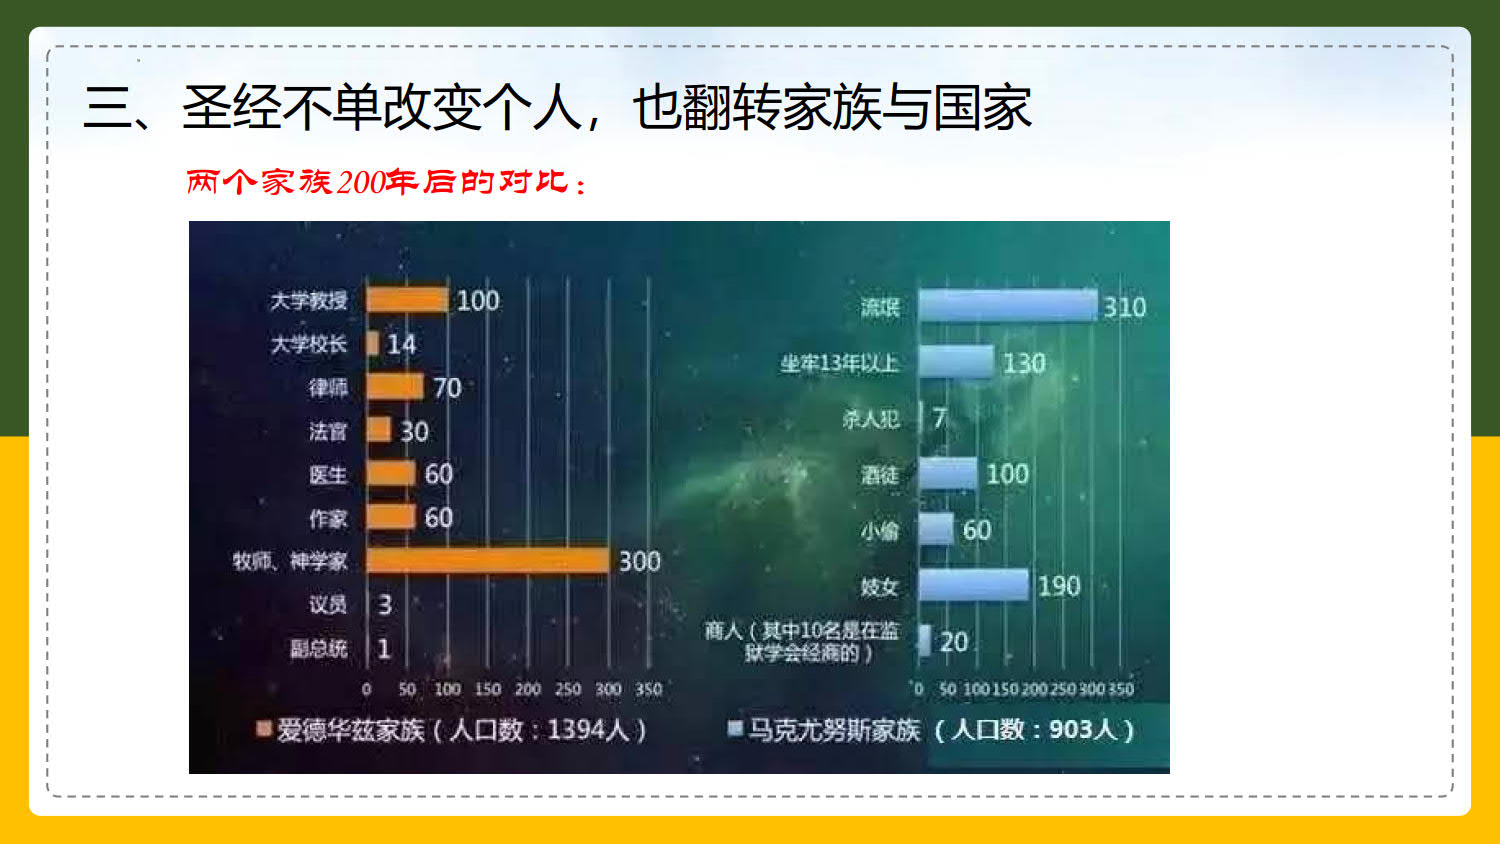 三、圣经不单改变个人，也翻转家族与国家
两个家族200年后的对比：
大学教授 100
大学校长 14
律师 70
法官 30
医生 60
作家 60
牧师、神学家 300
议员 3
副总统 1
0 50 100 150 200 250 300 350
爱德华兹家族（人口数：1394人）
流氓 310
坐牢13年以上 130
杀人犯 7
酒徒 100
小偷 60
妓女 190
商人（其中10名是在监
狱学会经商的） 20
0 50 100 150 200 250 300 350
马克尤努斯家族（人口数：903人）